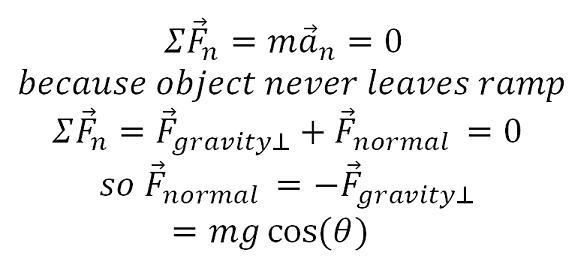 Σ𝐹⃗ₙ = m𝑎⃗ₙ = 0
because object never leaves ramp
Σ𝐹⃗ₙ = 𝐹⃗gravity⊥ + 𝐹⃗normal = 0
so 𝐹⃗normal = −𝐹⃗gravity⊥
= mg cos(θ)